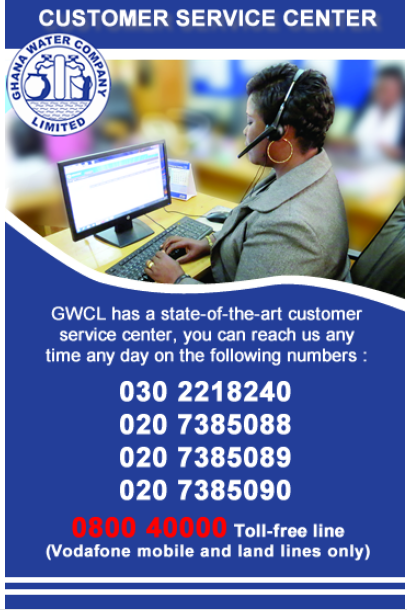 CUSTOMER SERVICE CENTER
GHANA WATER COMPANY
LIMITED
GWCL has a state-of-the-art customer
service center, you can reach us any
time any day on the following numbers :
030 2218240
020 7385088
020 7385089
020 7385090
0800 40000 Toll-free line
(Vodafone mobile and land lines only)